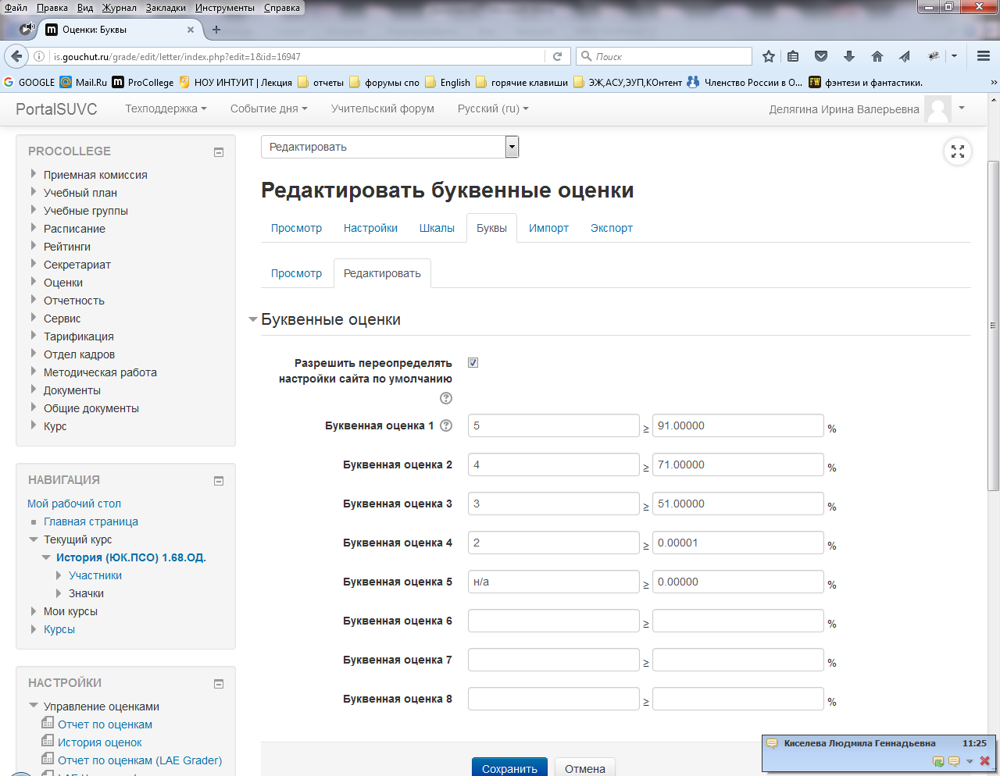 Файл Правка Вид Журнал Закладки Инструменты Справка
Оценки: Буквы
is.gouchut.ru/grade/edit/letter/index.php?edit=1&id=16947
Поиск
GOOGLE Mail.Ru ProCollege НОУ ИНТУИТ | Лекция отчеты форумы спо English горячие клавиши ЭЖ,АСУ,ЭУП,КОнтент Членство России в О... фэнтези и фантастики.
PortalSUVC Техподдержка Событие дня Учительский форум Русский (ru) Делягина Ирина Валерьевна
PROCOLLEGE
Приемная комиссия
Учебный план
Учебные группы
Расписание
Рейтинги
Секретариат
Оценки
Отчетность
Сервис
Тарификация
Отдел кадров
Методическая работа
Документы
Общие документы
Курс
НАВИГАЦИЯ
Мой рабочий стол
Главная страница
Текущий курс
История (ЮК.ПСО) 1.68.ОД.
Участники
Значки
Мои курсы
Курсы
НАСТРОЙКИ
Управление оценками
Отчет по оценкам
История оценок
Отчет по оценкам (LAE Grader)
Редактировать
Редактировать буквенные оценки
Просмотр Настройки Шкалы Буквы Импорт Экспорт
Просмотр Редактировать
Буквенные оценки
Разрешить переопределять
настройки сайта по умолчанию
Буквенная оценка 1 5 ≥ 91.00000 %
Буквенная оценка 2 4 ≥ 71.00000 %
Буквенная оценка 3 3 ≥ 51.00000 %
Буквенная оценка 4 2 ≥ 0.00001 %
Буквенная оценка 5 н/а ≥ 0.00000 %
Буквенная оценка 6 ≥ %
Буквенная оценка 7 ≥ %
Буквенная оценка 8 ≥ %
Сохранить Отмена
Киселева Людмила Геннадьевна 11:25